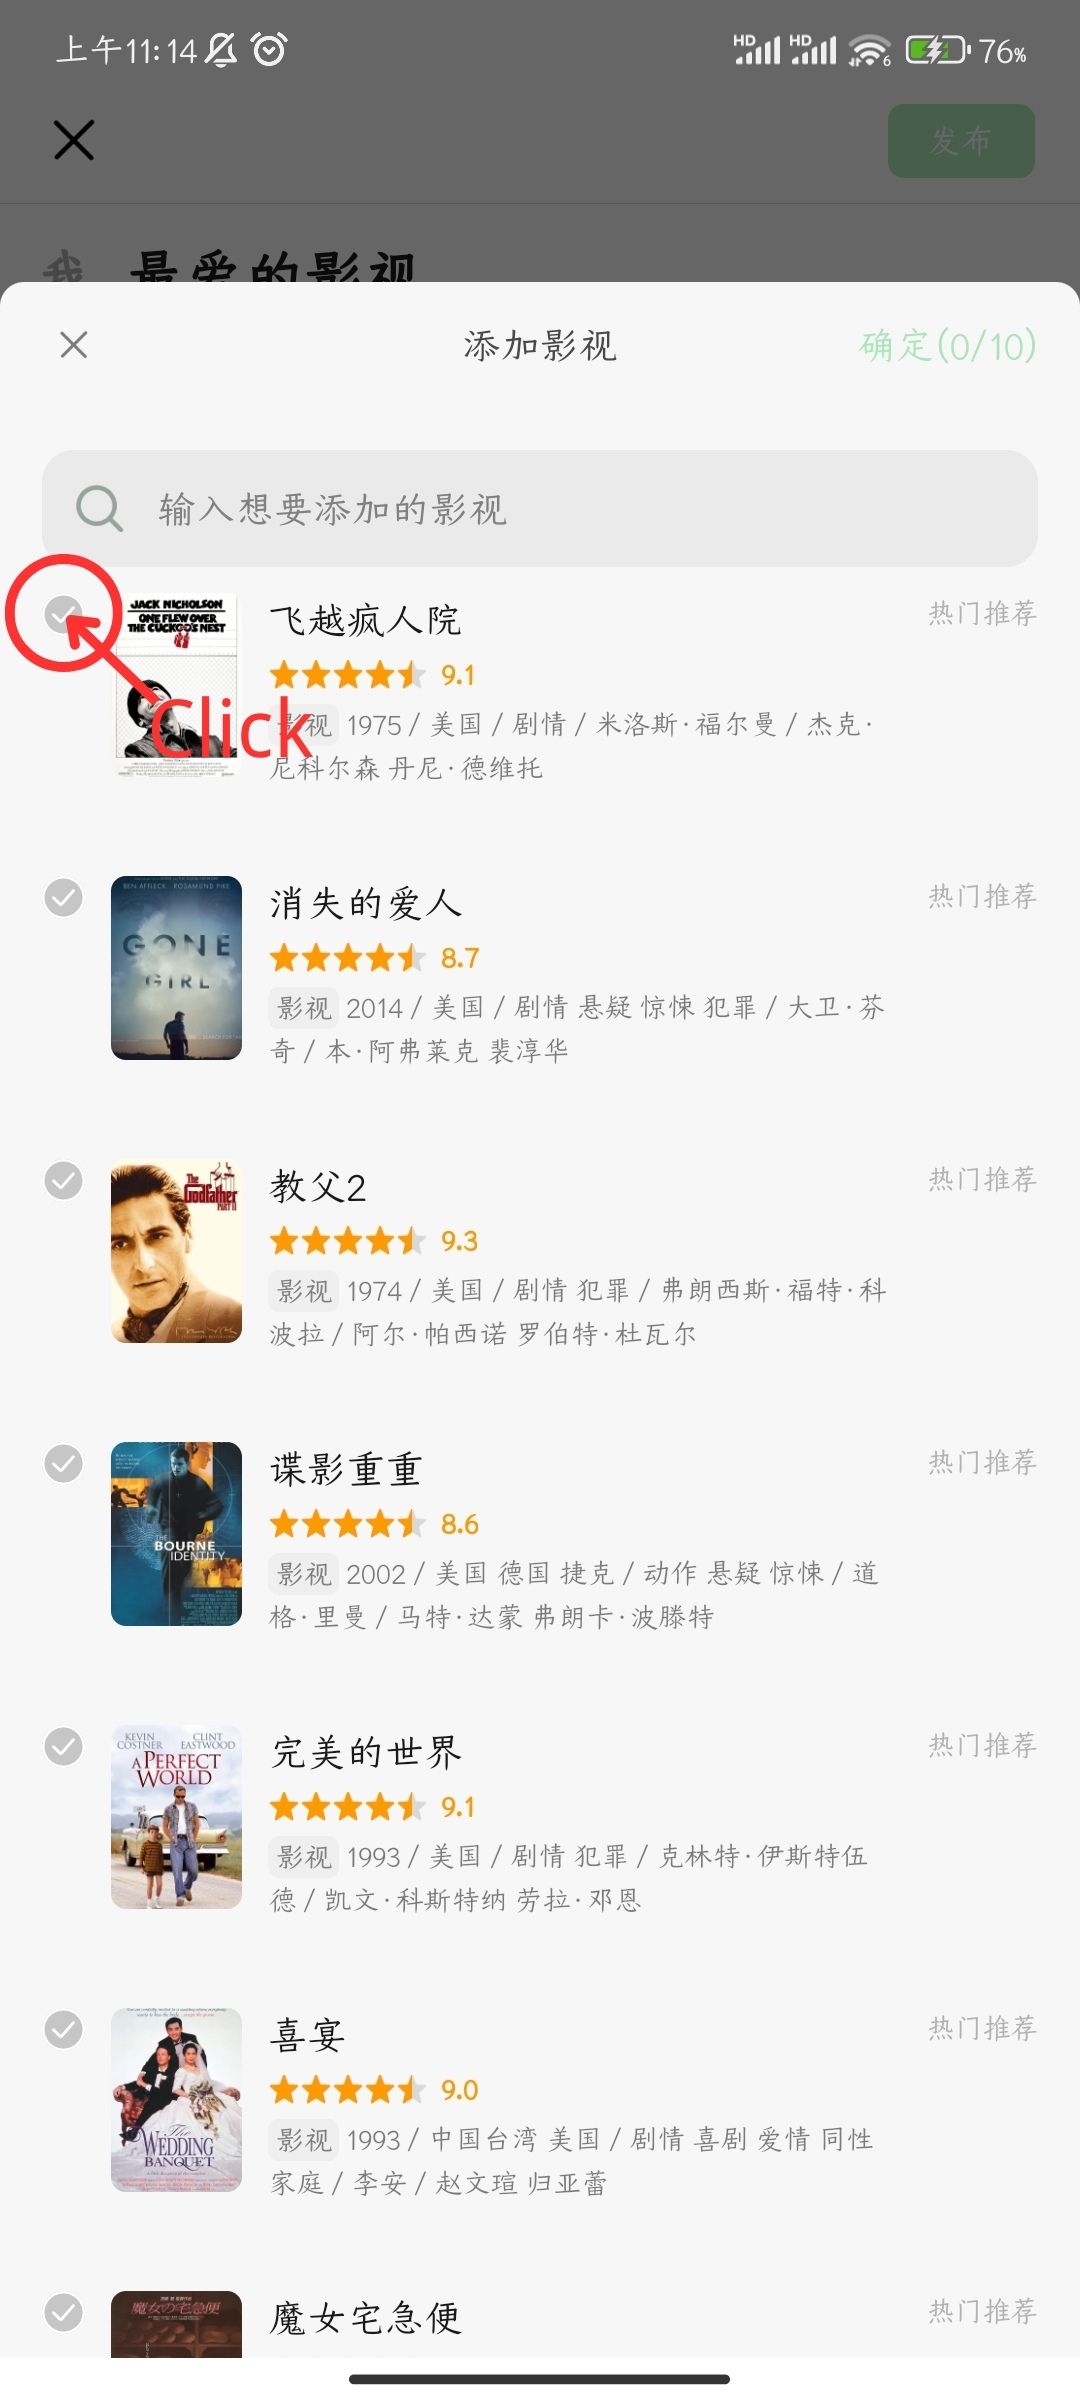 上午11:14 HD HD 6 76%
发布
我 最爱的影视
添加影视 确定(0/10)
输入想要添加的影视
JACK NICHOLSON
ONE FLEW OVER
THE CUCKOO'S NEST
飞越疯人院 热门推荐
9.1
Click
影视 1975 / 美国 / 剧情 / 米洛斯·福尔曼 / 杰克·
尼科尔森 丹尼·德维托
BEN AFFLECK ROSAMUND PIKE
GONE
GIRL
消失的爱人 热门推荐
8.7
影视 2014 / 美国 / 剧情 悬疑 惊悚 犯罪 / 大卫·芬
奇 / 本·阿弗莱克 裴淳华
The
Godfather
PART II
教父2 热门推荐
9.3
影视 1974 / 美国 / 剧情 犯罪 / 弗朗西斯·福特·科
波拉 / 阿尔·帕西诺 罗伯特·杜瓦尔
THE
BOURNE
IDENTITY
谍影重重 热门推荐
8.6
影视 2002 / 美国 德国 捷克 / 动作 悬疑 惊悚 / 道
格·里曼 / 马特·达蒙 弗朗卡·波滕特
KEVIN COSTNER CLINT EASTWOOD
A PERFECT
WORLD
完美的世界 热门推荐
9.1
影视 1993 / 美国 / 剧情 犯罪 / 克林特·伊斯特伍
德 / 凯文·科斯特纳 劳拉·邓恩
The
WEDDING
BANQUET
喜宴 热门推荐
9.0
影视 1993 / 中国台湾 美国 / 剧情 喜剧 爱情 同性
家庭 / 李安 / 赵文瑄 归亚蕾
魔女の宅急便
魔女宅急便 热门推荐